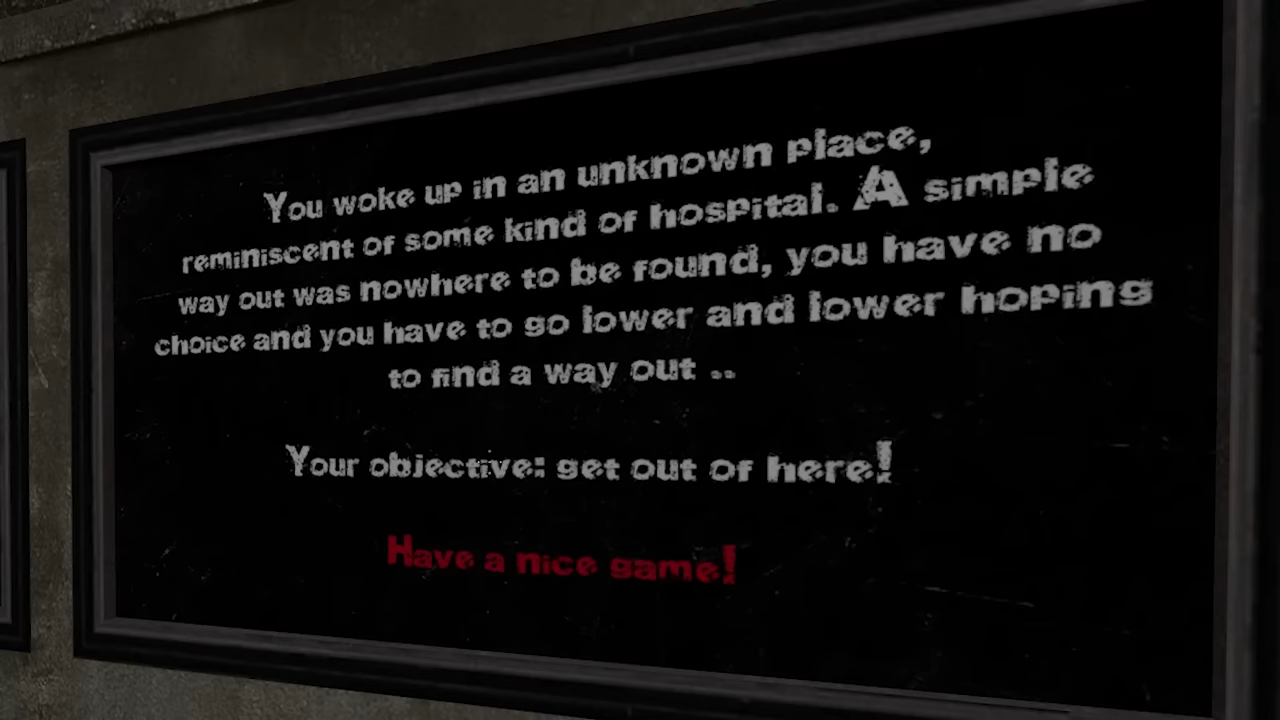 You woke up in an unknown place,
reminiscent of some kind of hospital. A simple
way out was nowhere to be found, you have no
choice and you have to go lower and lower hoping
to find a way out ..
Your objective: get out of here!
Have a nice game!